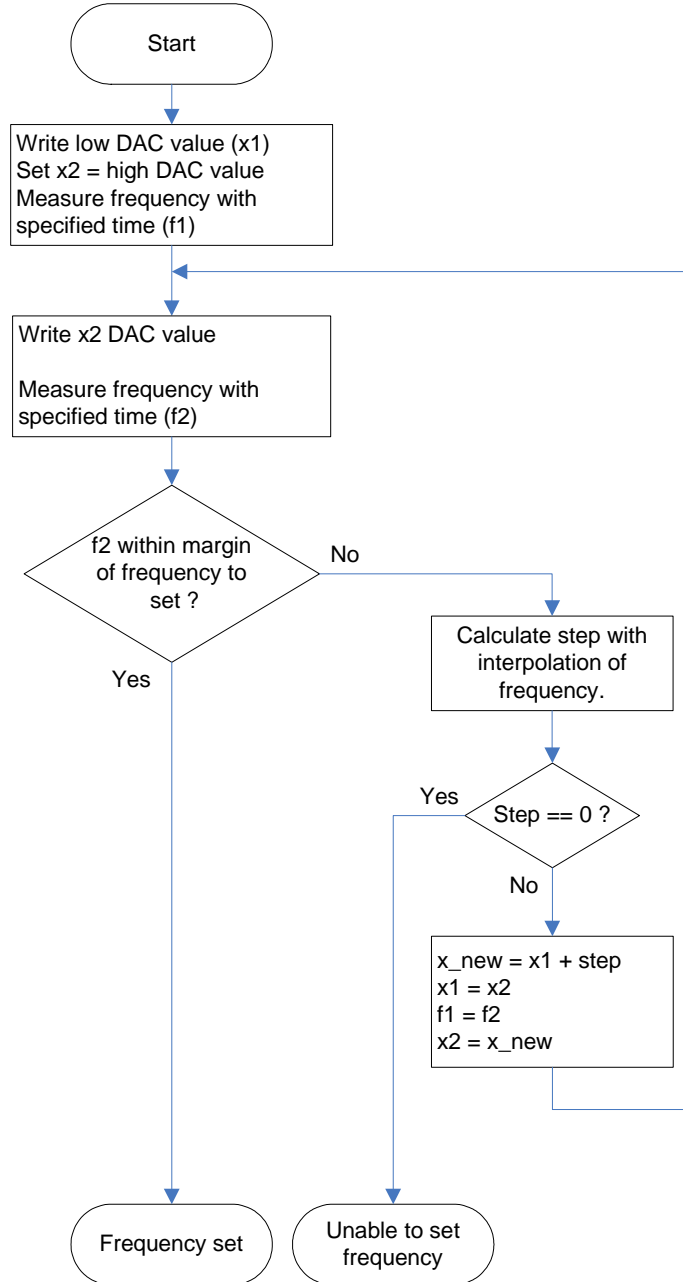 Start
Write low DAC value (x1)
Set x2 = high DAC value
Measure frequency with
specified time (f1)
Write x2 DAC value
Measure frequency with
specified time (f2)
f2 within margin
of frequency to
set ?
No
Yes
Calculate step with
interpolation of
frequency.
Yes
Step == 0 ?
No
x_new = x1 + step
x1 = x2
f1 = f2
x2 = x_new
Frequency set
Unable to set
frequency